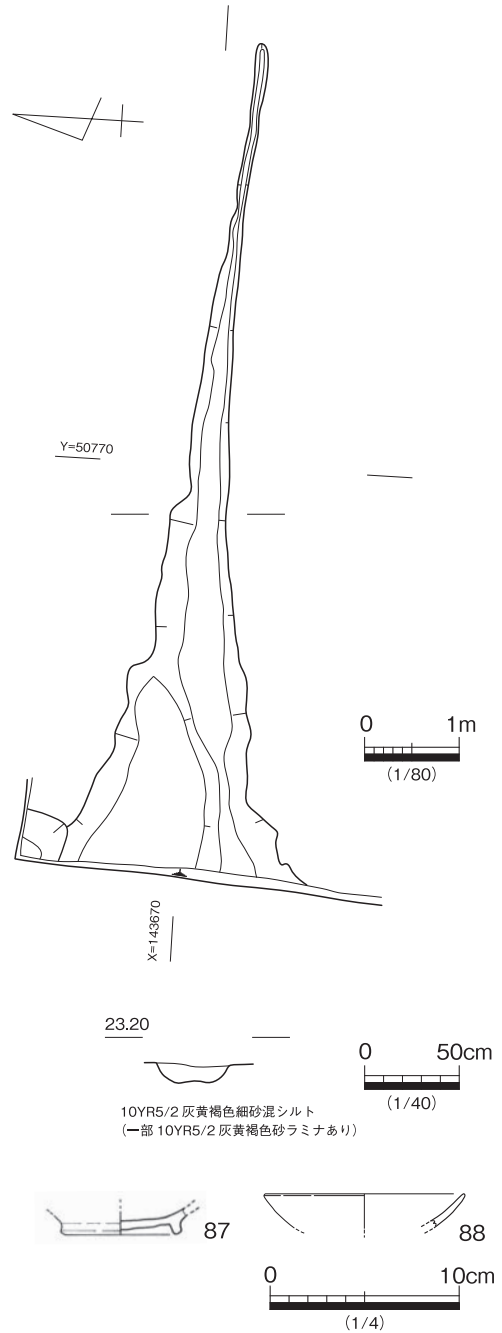 Y=50770
0 1m
(1/80)
X=143670
23.20
0 50cm
(1/40)
10YR5/2 灰黄褐色細砂混シルト
(一部 10YR5/2 灰黄褐色砂ラミナあり)
87
88
0 10cm
(1/4)